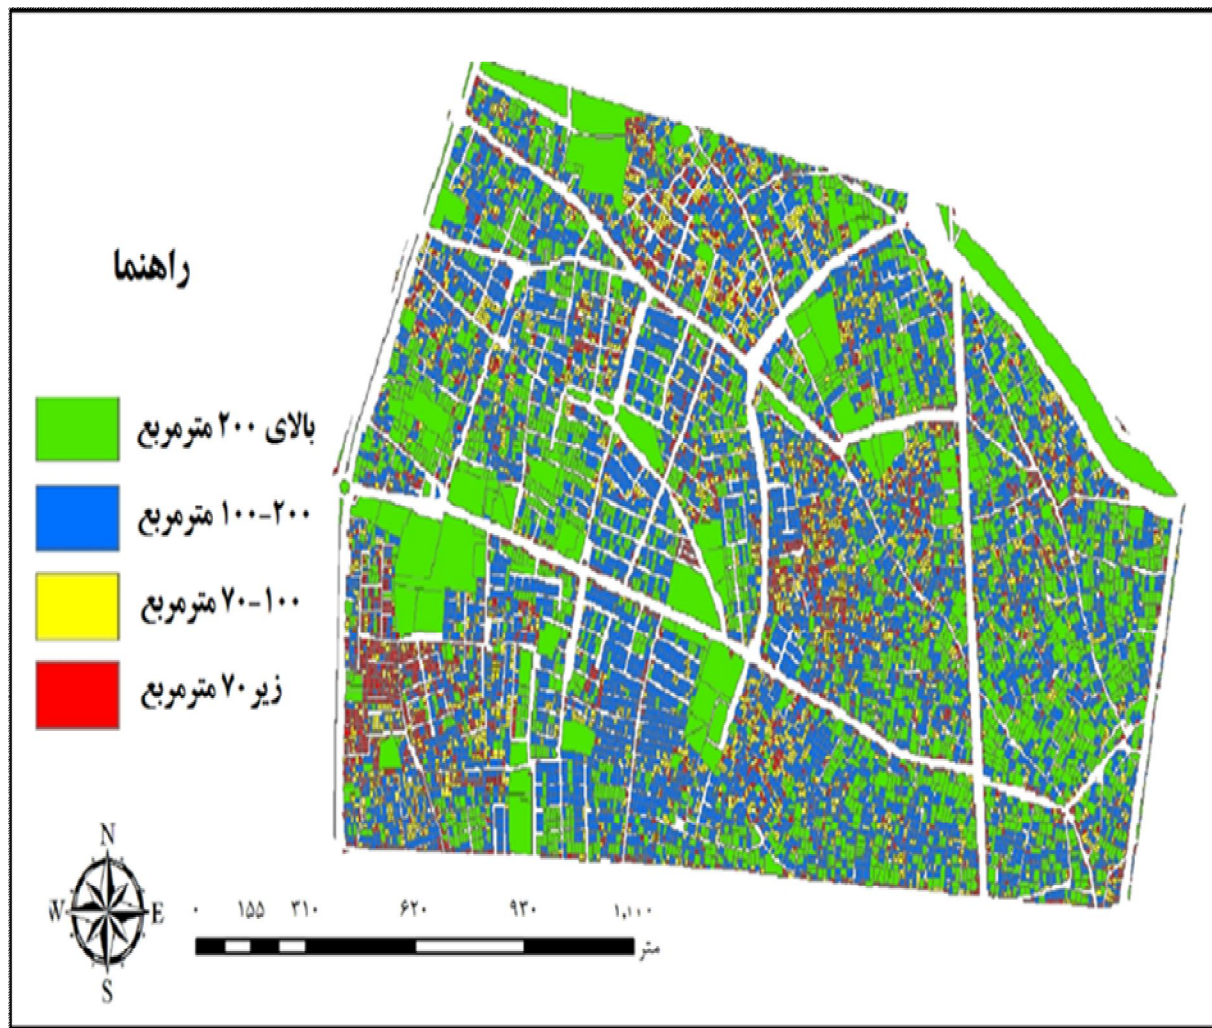 راهنما
بالای ۲۰۰ مترمربع
۱۰۰-۲۰۰ مترمربع
۷۰-۱۰۰ مترمربع
زیر ۷۰ مترمربع
N
W E
S
۰ ۱۵۵ ۳۱۰ ۶۲۰ ۹۳۰ ۱,۱۰۰
متر